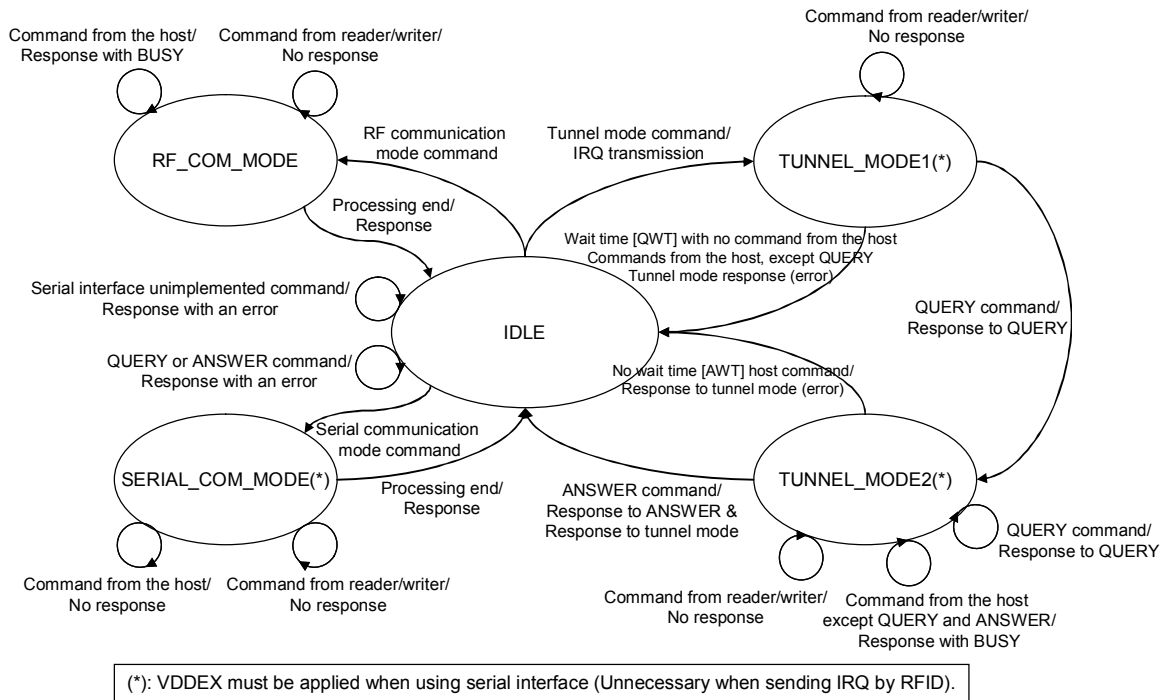 Command from the host/
Response with BUSY
Command from reader/writer/
No response
RF_COM_MODE
RF communication
mode command
Processing end/
Response
Tunnel mode command/
IRQ transmission
Command from reader/writer/
No response
TUNNEL_MODE1(*)
Wait time [QWT] with no command from the host
Commands from the host, except QUERY
Tunnel mode response (error)
QUERY command/
Response to QUERY
Serial interface unimplemented command/
Response with an error
IDLE
QUERY or ANSWER command/
Response with an error
No wait time [AWT] host command/
Response to tunnel mode (error)
Serial communication
mode command
SERIAL_COM_MODE(*)
Processing end/
Response
ANSWER command/
Response to ANSWER &
Response to tunnel mode
TUNNEL_MODE2(*)
QUERY command/
Response to QUERY
Command from the host/
No response
Command from reader/writer/
No response
Command from reader/writer/
No response
Command from the host
except QUERY and ANSWER/
Response with BUSY
(*): VDDEX must be applied when using serial interface (Unnecessary when sending IRQ by RFID).